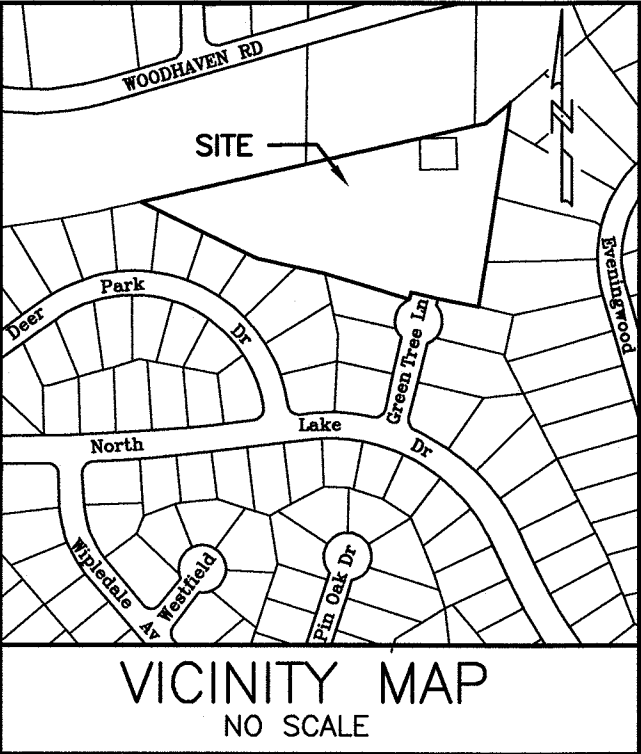 WOODHAVEN RD
SITE
N
Eveningwood
Deer Park Dr
Green Tree Ln
North Lake Dr
Wipledale Av
Westfield
Pin Oak Dr
VICINITY MAP
NO SCALE